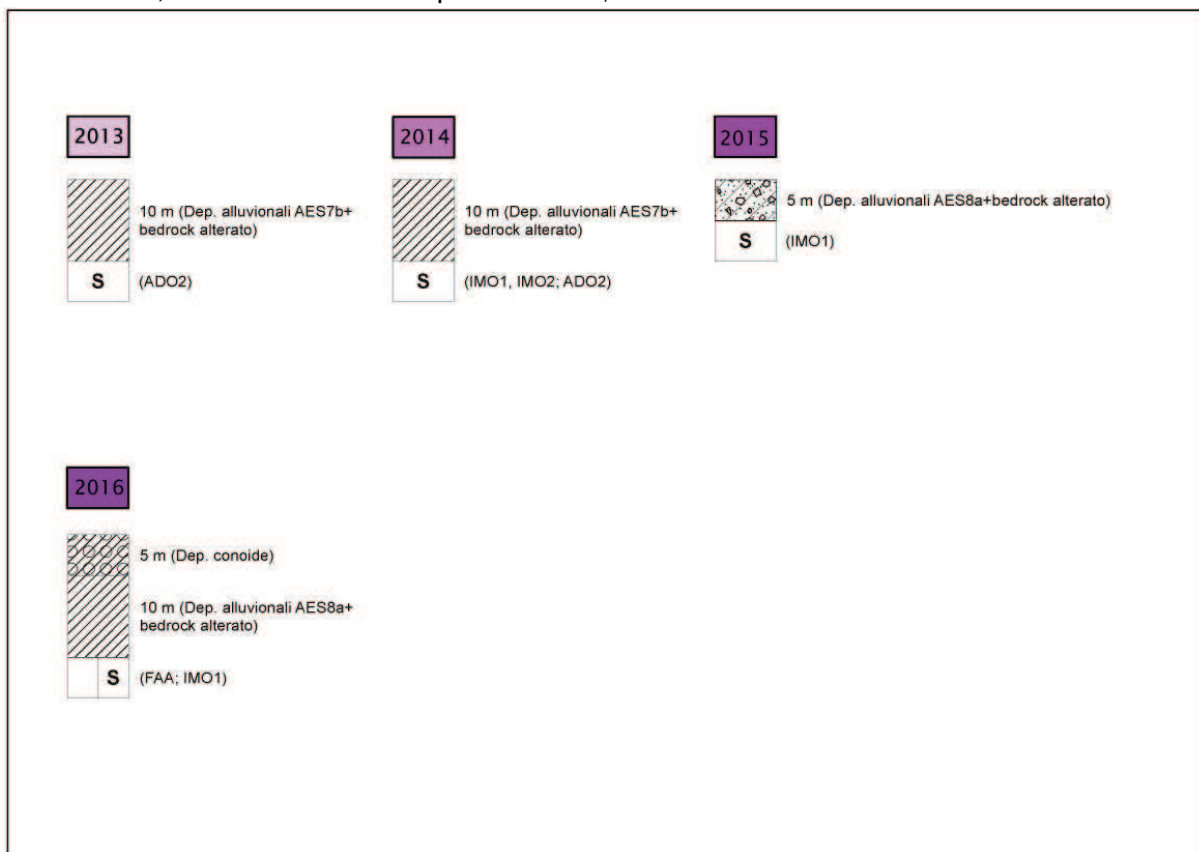 2013
10 m (Dep. alluvionali AES7b+
bedrock alterato)
S
(ADO2)
2014
10 m (Dep. alluvionali AES7b+
bedrock alterato)
S
(IMO1, IMO2; ADO2)
2015
5 m (Dep. alluvionali AES8a+bedrock alterato)
S
(IMO1)
2016
5 m (Dep. conoide)
10 m (Dep. alluvionali AES8a+
bedrock alterato)
S
(FAA; IMO1)